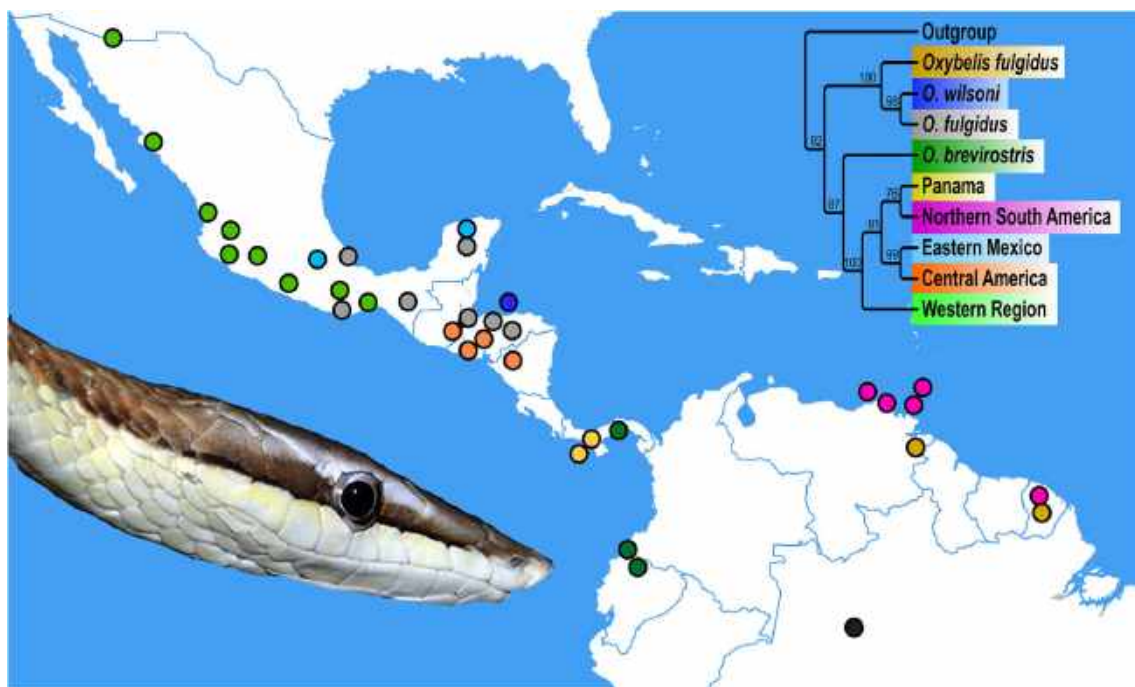 Outgroup
Oxybelis fulgidus
100
O. wilsoni
98
O. fulgidus
92
O. brevirostris
87
Panama
76
Northern South America
91
Eastern Mexico
99
Central America
100
Western Region